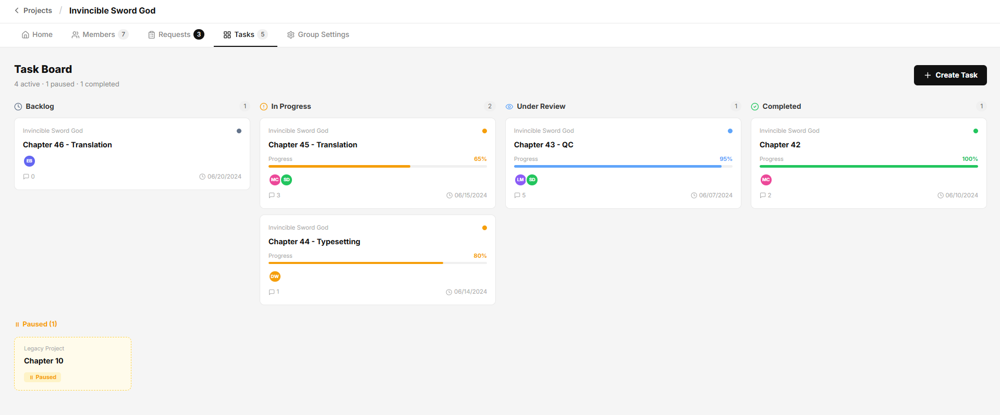 Projects / Invincible Sword God
Home
Members 7
Requests 3
Tasks 5
Group Settings
Task Board
4 active · 1 paused · 1 completed
+ Create Task
Backlog 1
Invincible Sword God
Chapter 46 - Translation
EB
0 06/20/2024
In Progress 2
Invincible Sword God
Chapter 45 - Translation
Progress 65%
MC SD
3 06/15/2024
Invincible Sword God
Chapter 44 - Typesetting
Progress 80%
DW
1 06/14/2024
Under Review 1
Invincible Sword God
Chapter 43 - QC
Progress 95%
LM SD
5 06/07/2024
Completed 1
Invincible Sword God
Chapter 42
Progress 100%
MC
2 06/10/2024
Paused (1)
Legacy Project
Chapter 10
Paused